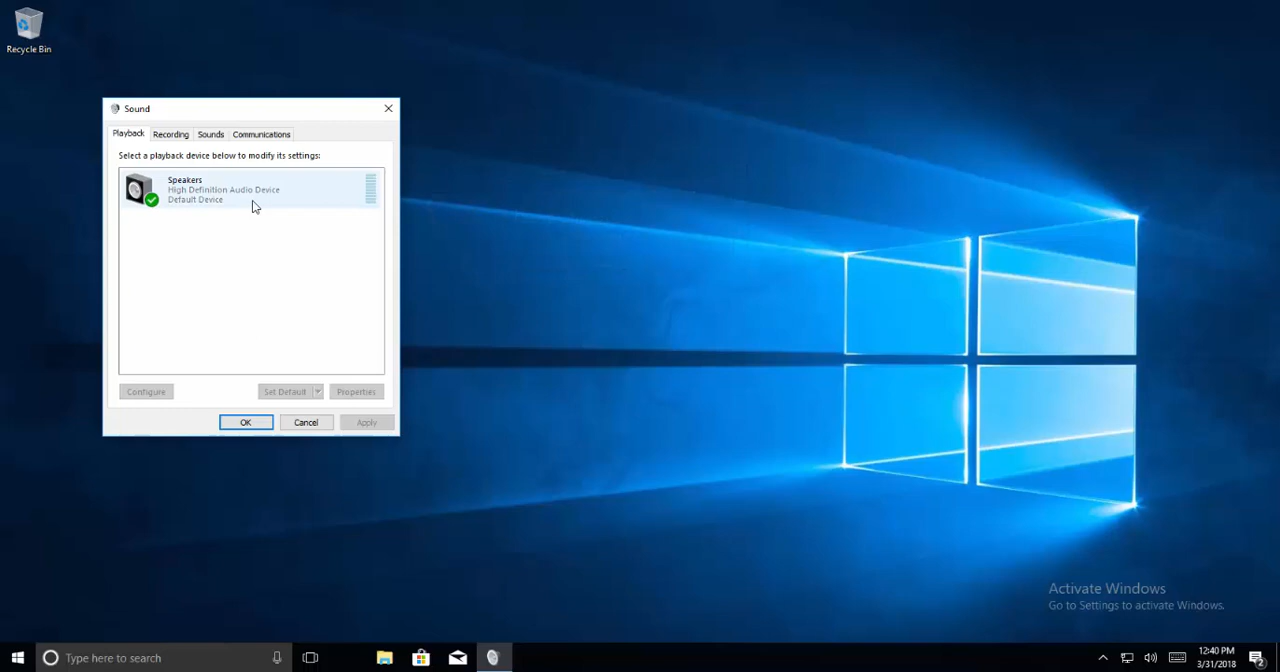 Recycle Bin
Sound
Playback Recording Sounds Communications
Select a playback device below to modify its settings:
Speakers
High Definition Audio Device
Default Device
Configure Set Default Properties
OK Cancel Apply
Activate Windows
Go to Settings to activate Windows.
Type here to search
12:40 PM
3/31/2018
2